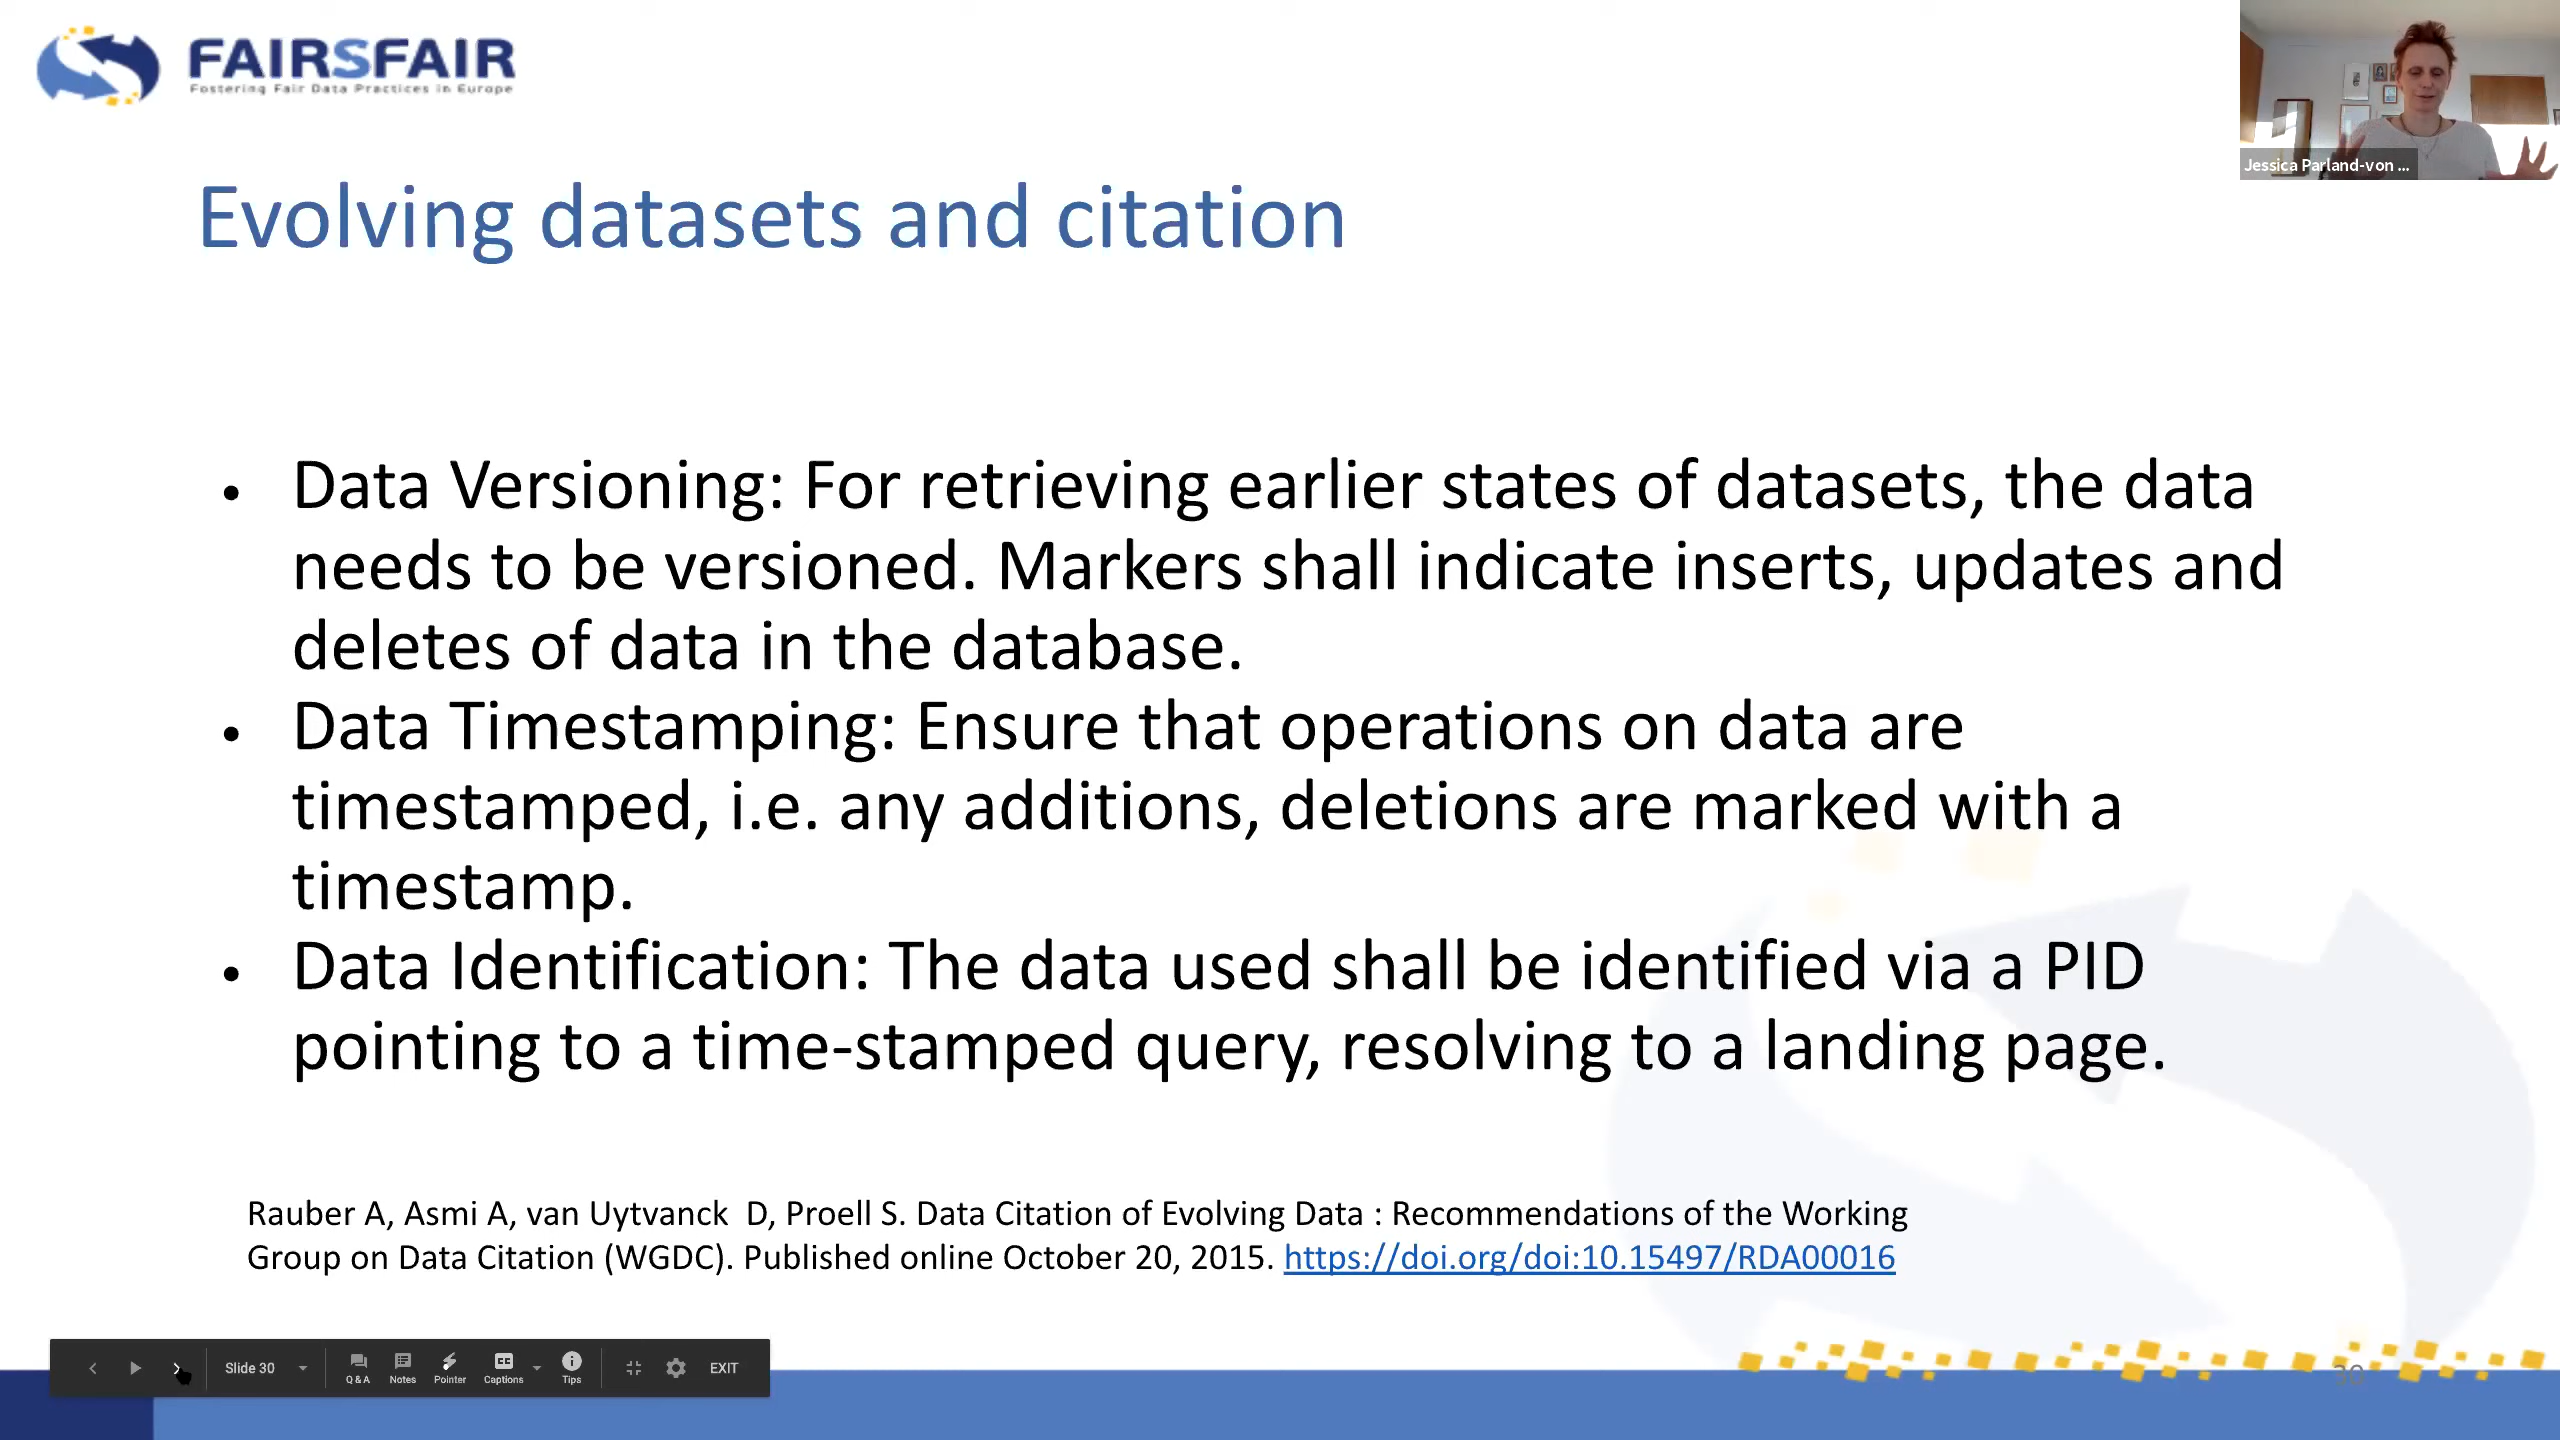 FAIRSFAIR
Fostering Fair Data Practices in Europe
Jessica Parland-von ...
Evolving datasets and citation
• Data Versioning: For retrieving earlier states of datasets, the data
needs to be versioned. Markers shall indicate inserts, updates and
deletes of data in the database.
• Data Timestamping: Ensure that operations on data are
timestamped, i.e. any additions, deletions are marked with a
timestamp.
• Data Identification: The data used shall be identified via a PID
pointing to a time-stamped query, resolving to a landing page.
Rauber A, Asmi A, van Uytvanck D, Proell S. Data Citation of Evolving Data : Recommendations of the Working
Group on Data Citation (WGDC). Published online October 20, 2015. https://doi.org/doi:10.15497/RDA00016
Slide 30
Q & A
Notes
Pointer
CC
Captions
Tips
EXIT
30